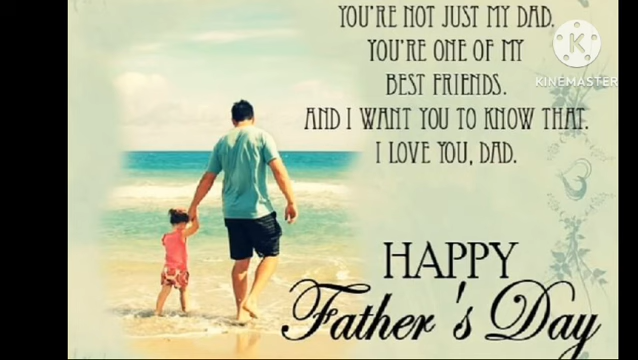 YOU'RE NOT JUST MY DAD.
YOU'RE ONE OF MY
BEST FRIENDS.
AND I WANT YOU TO KNOW THAT.
I LOVE YOU, DAD.
K
KINEMASTER
HAPPY
Father's Day